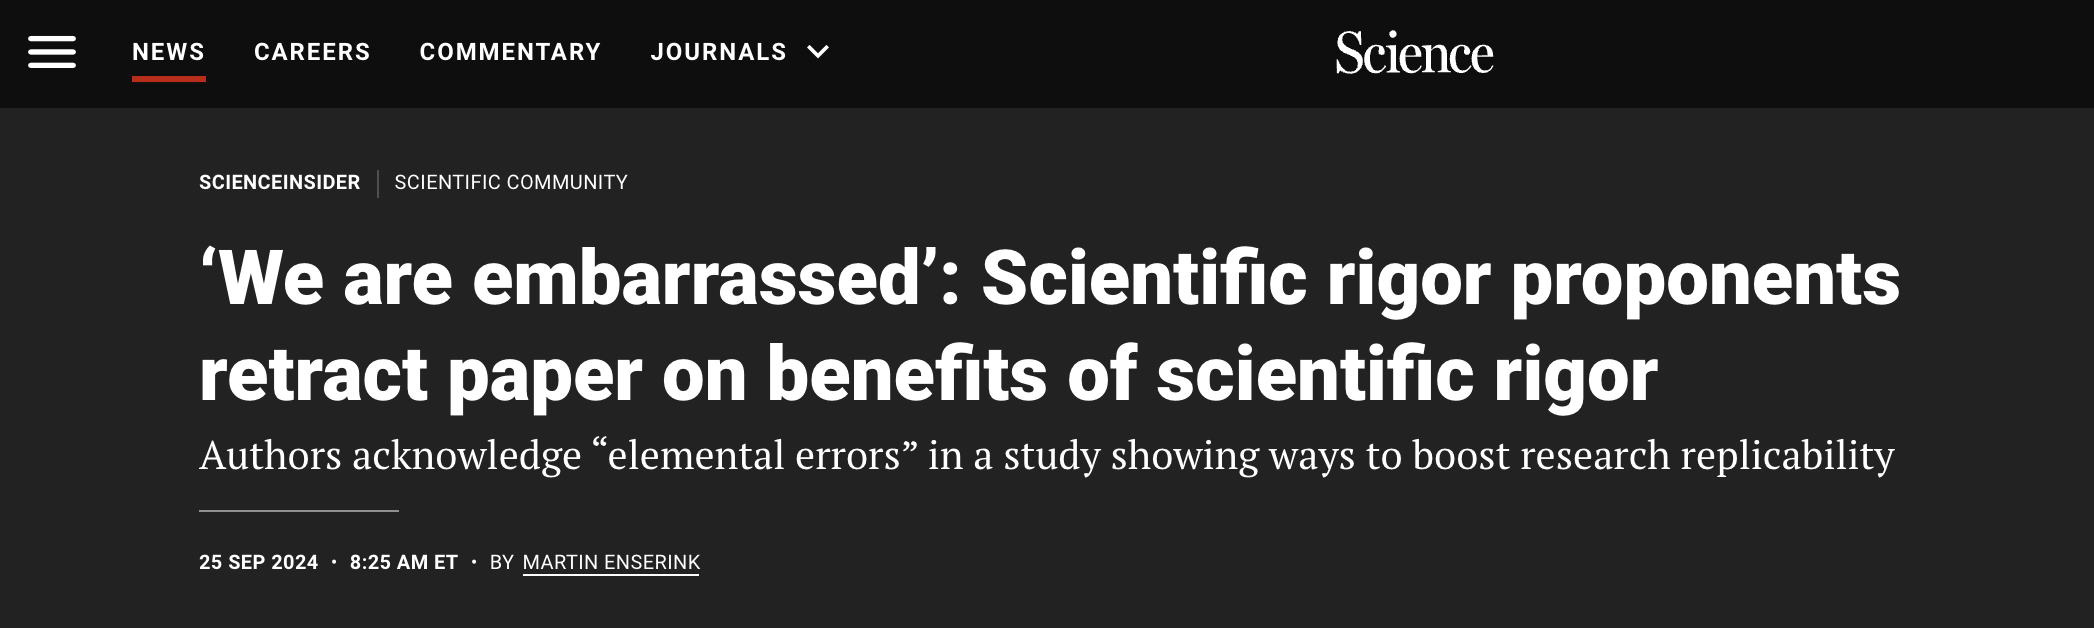 NEWS CAREERS COMMENTARY JOURNALS Science
SCIENCEINSIDER | SCIENTIFIC COMMUNITY
‘We are embarrassed’: Scientific rigor proponents
retract paper on benefits of scientific rigor
Authors acknowledge “elemental errors” in a study showing ways to boost research replicability
25 SEP 2024 • 8:25 AM ET • BY MARTIN ENSERINK